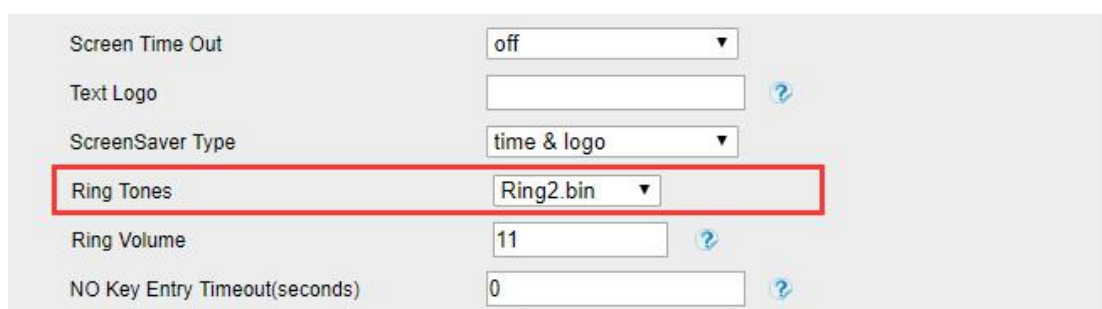 Screen Time Out off
Text Logo
ScreenSaver Type time & logo
Ring Tones Ring2.bin
Ring Volume 11
NO Key Entry Timeout(seconds) 0